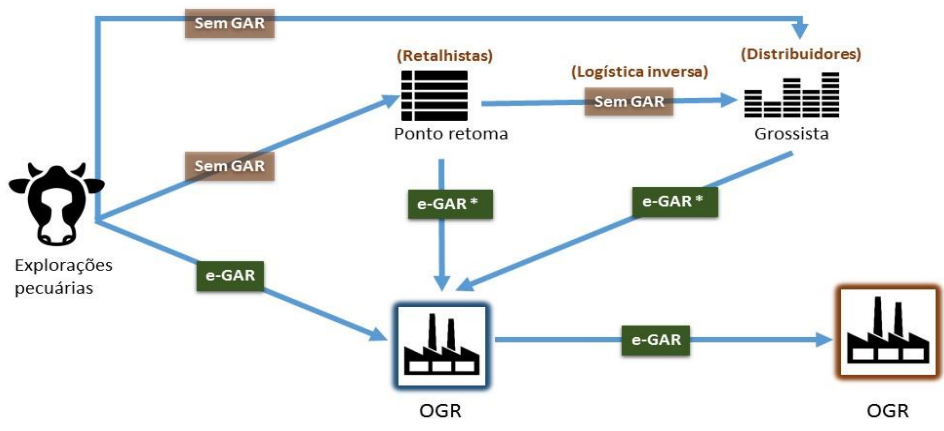 Sem GAR
(Retalhistas)
(Logística inversa)
(Distribuidores)
Sem GAR
Ponto retoma
Grossista
Sem GAR
e-GAR *
e-GAR *
Explorações
pecuárias
e-GAR
e-GAR
OGR
OGR